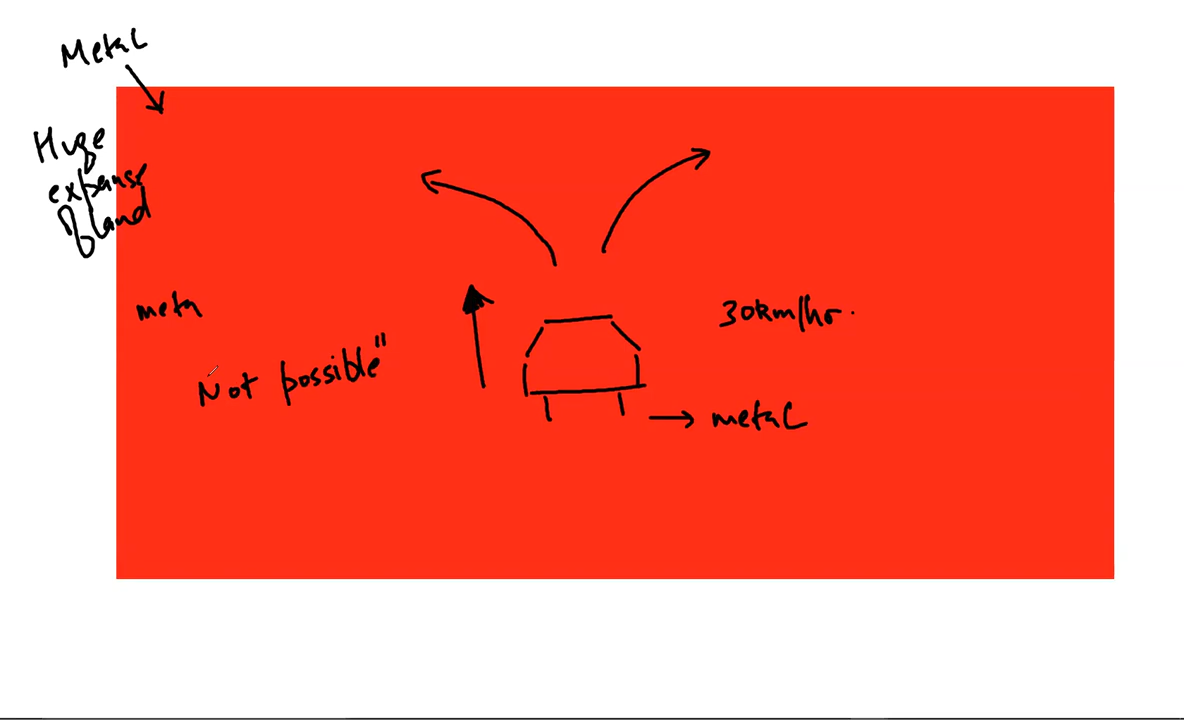 Metal
Huge
expanse
of land
meta
Not possible"
30km/hr.
metal